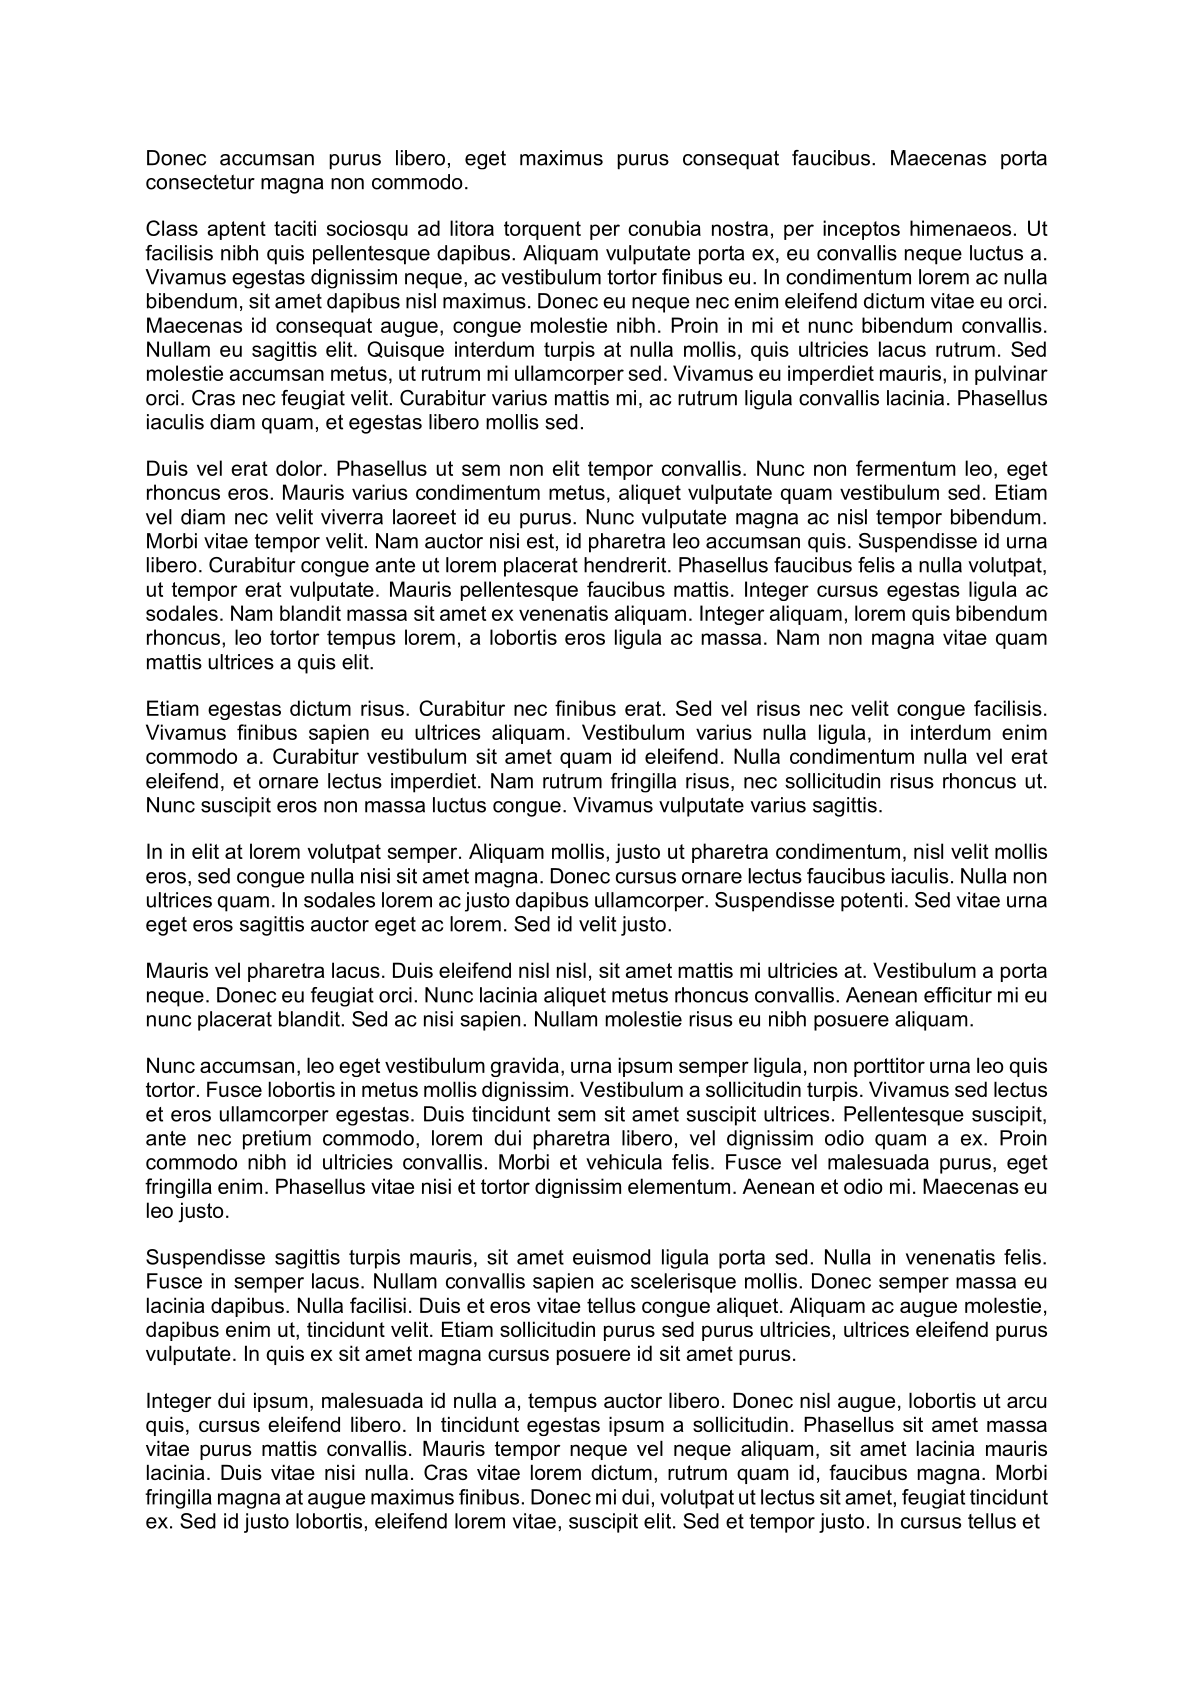 Donec accumsan purus libero, eget maximus purus consequat faucibus. Maecenas porta
consectetur magna non commodo.
Class aptent taciti sociosqu ad litora torquent per conubia nostra, per inceptos himenaeos. Ut
facilisis nibh quis pellentesque dapibus. Aliquam vulputate porta ex, eu convallis neque luctus a.
Vivamus egestas dignissim neque, ac vestibulum tortor finibus eu. In condimentum lorem ac nulla
bibendum, sit amet dapibus nisl maximus. Donec eu neque nec enim eleifend dictum vitae eu orci.
Maecenas id consequat augue, congue molestie nibh. Proin in mi et nunc bibendum convallis.
Nullam eu sagittis elit. Quisque interdum turpis at nulla mollis, quis ultricies lacus rutrum. Sed
molestie accumsan metus, ut rutrum mi ullamcorper sed. Vivamus eu imperdiet mauris, in pulvinar
orci. Cras nec feugiat velit. Curabitur varius mattis mi, ac rutrum ligula convallis lacinia. Phasellus
iaculis diam quam, et egestas libero mollis sed.
Duis vel erat dolor. Phasellus ut sem non elit tempor convallis. Nunc non fermentum leo, eget
rhoncus eros. Mauris varius condimentum metus, aliquet vulputate quam vestibulum sed. Etiam
vel diam nec velit viverra laoreet id eu purus. Nunc vulputate magna ac nisl tempor bibendum.
Morbi vitae tempor velit. Nam auctor nisi est, id pharetra leo accumsan quis. Suspendisse id urna
libero. Curabitur congue ante ut lorem placerat hendrerit. Phasellus faucibus felis a nulla volutpat,
ut tempor erat vulputate. Mauris pellentesque faucibus mattis. Integer cursus egestas ligula ac
sodales. Nam blandit massa sit amet ex venenatis aliquam. Integer aliquam, lorem quis bibendum
rhoncus, leo tortor tempus lorem, a lobortis eros ligula ac massa. Nam non magna vitae quam
mattis ultrices a quis elit.
Etiam egestas dictum risus. Curabitur nec finibus erat. Sed vel risus nec velit congue facilisis.
Vivamus finibus sapien eu ultrices aliquam. Vestibulum varius nulla ligula, in interdum enim
commodo a. Curabitur vestibulum sit amet quam id eleifend. Nulla condimentum nulla vel erat
eleifend, et ornare lectus imperdiet. Nam rutrum fringilla risus, nec sollicitudin risus rhoncus ut.
Nunc suscipit eros non massa luctus congue. Vivamus vulputate varius sagittis.
In in elit at lorem volutpat semper. Aliquam mollis, justo ut pharetra condimentum, nisl velit mollis
eros, sed congue nulla nisi sit amet magna. Donec cursus ornare lectus faucibus iaculis. Nulla non
ultrices quam. In sodales lorem ac justo dapibus ullamcorper. Suspendisse potenti. Sed vitae urna
eget eros sagittis auctor eget ac lorem. Sed id velit justo.
Mauris vel pharetra lacus. Duis eleifend nisl nisl, sit amet mattis mi ultricies at. Vestibulum a porta
neque. Donec eu feugiat orci. Nunc lacinia aliquet metus rhoncus convallis. Aenean efficitur mi eu
nunc placerat blandit. Sed ac nisi sapien. Nullam molestie risus eu nibh posuere aliquam.
Nunc accumsan, leo eget vestibulum gravida, urna ipsum semper ligula, non porttitor urna leo quis
tortor. Fusce lobortis in metus mollis dignissim. Vestibulum a sollicitudin turpis. Vivamus sed lectus
et eros ullamcorper egestas. Duis tincidunt sem sit amet suscipit ultrices. Pellentesque suscipit,
ante nec pretium commodo, lorem dui pharetra libero, vel dignissim odio quam a ex. Proin
commodo nibh id ultricies convallis. Morbi et vehicula felis. Fusce vel malesuada purus, eget
fringilla enim. Phasellus vitae nisi et tortor dignissim elementum. Aenean et odio mi. Maecenas eu
leo justo.
Suspendisse sagittis turpis mauris, sit amet euismod ligula porta sed. Nulla in venenatis felis.
Fusce in semper lacus. Nullam convallis sapien ac scelerisque mollis. Donec semper massa eu
lacinia dapibus. Nulla facilisi. Duis et eros vitae tellus congue aliquet. Aliquam ac augue molestie,
dapibus enim ut, tincidunt velit. Etiam sollicitudin purus sed purus ultricies, ultrices eleifend purus
vulputate. In quis ex sit amet magna cursus posuere id sit amet purus.
Integer dui ipsum, malesuada id nulla a, tempus auctor libero. Donec nisl augue, lobortis ut arcu
quis, cursus eleifend libero. In tincidunt egestas ipsum a sollicitudin. Phasellus sit amet massa
vitae purus mattis convallis. Mauris tempor neque vel neque aliquam, sit amet lacinia mauris
lacinia. Duis vitae nisi nulla. Cras vitae lorem dictum, rutrum quam id, faucibus magna. Morbi
fringilla magna at augue maximus finibus. Donec mi dui, volutpat ut lectus sit amet, feugiat tincidunt
ex. Sed id justo lobortis, eleifend lorem vitae, suscipit elit. Sed et tempor justo. In cursus tellus et